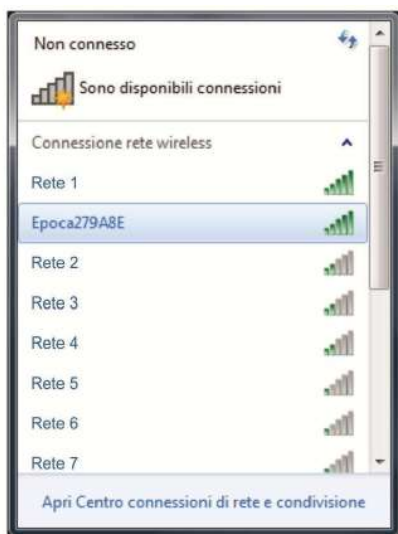 Non connesso
Sono disponibili connessioni
Connessione rete wireless
Rete 1
Epoca279A8E
Rete 2
Rete 3
Rete 4
Rete 5
Rete 6
Rete 7
Apri Centro connessioni di rete e condivisione